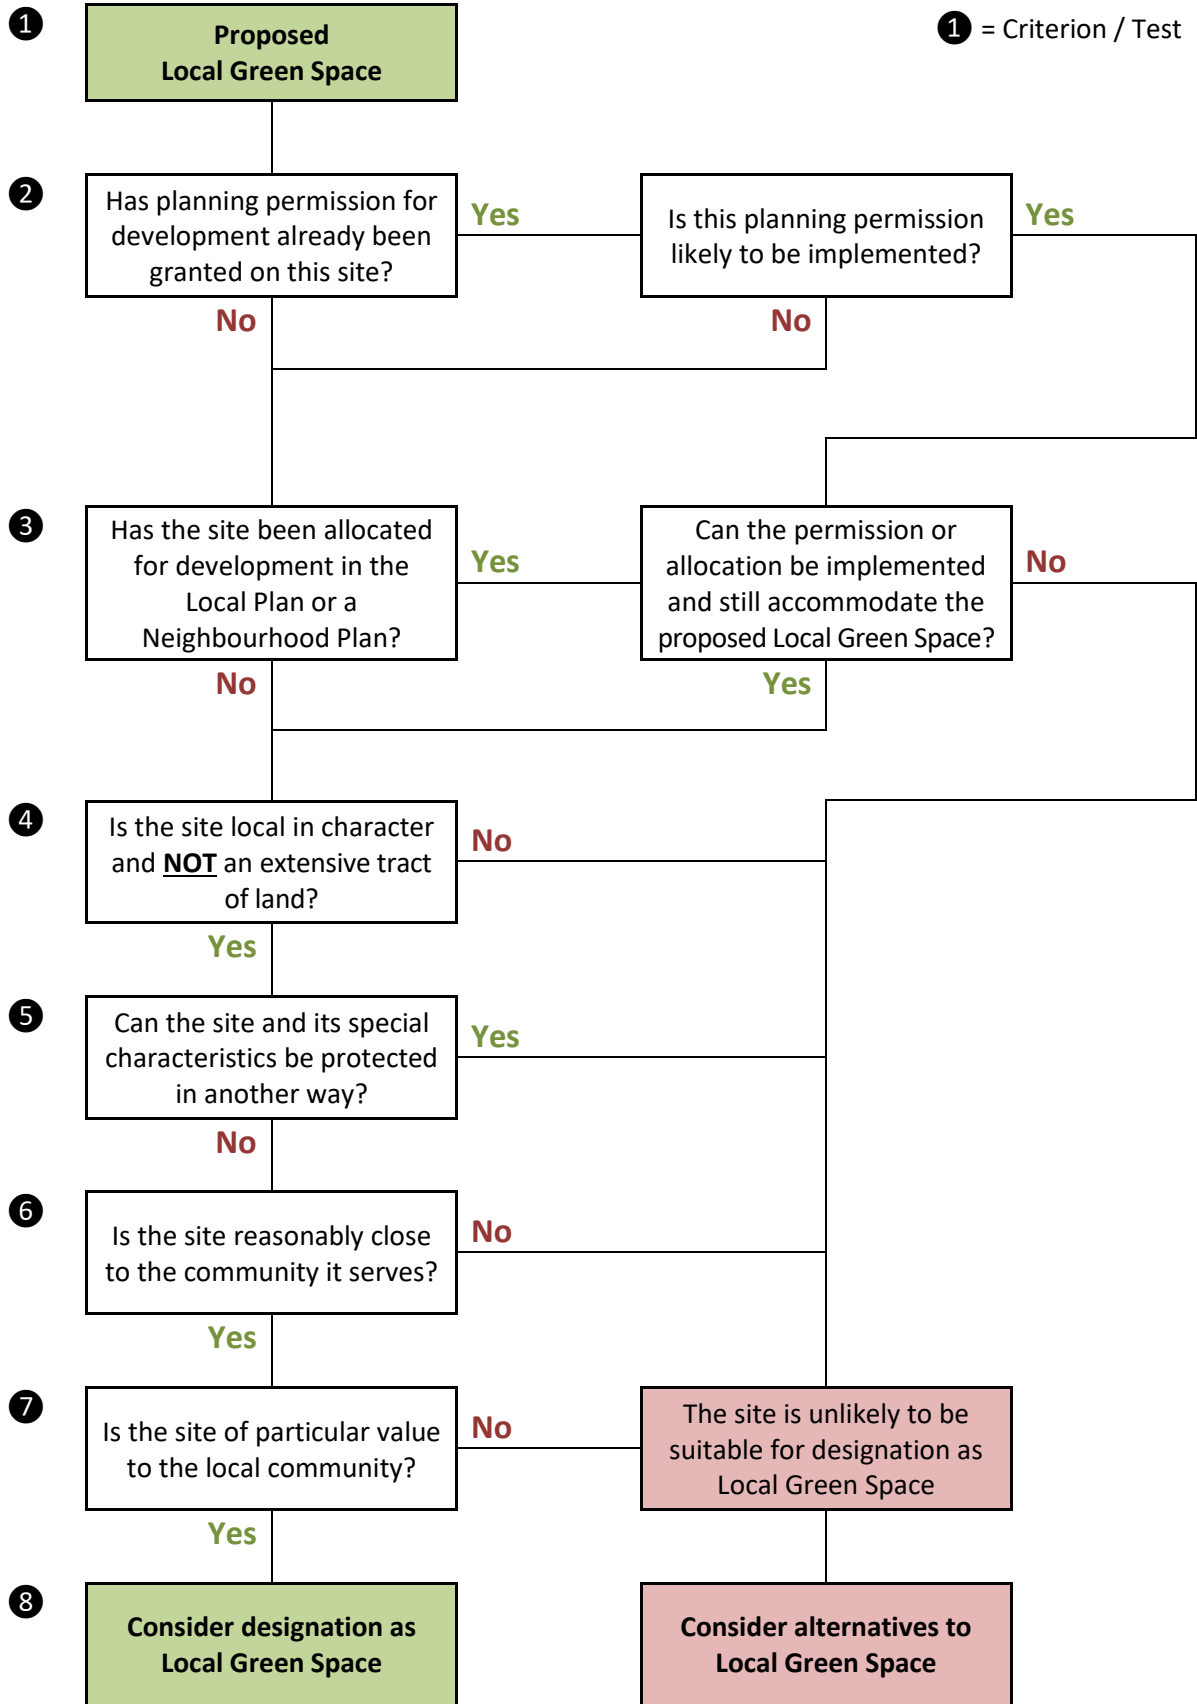 ❶
Proposed
Local Green Space
❶ = Criterion / Test
❷
Has planning permission for
development already been
granted on this site?
Yes
Is this planning permission
likely to be implemented?
Yes
No
No
❸
Has the site been allocated
for development in the
Local Plan or a
Neighbourhood Plan?
Yes
Can the permission or
allocation be implemented
and still accommodate the
proposed Local Green Space?
No
No
Yes
❹
Is the site local in character
and NOT an extensive tract
of land?
No
Yes
❺
Can the site and its special
characteristics be protected
in another way?
Yes
No
❻
Is the site reasonably close
to the community it serves?
No
Yes
❼
Is the site of particular value
to the local community?
No
The site is unlikely to be
suitable for designation as
Local Green Space
Yes
❽
Consider designation as
Local Green Space
Consider alternatives to
Local Green Space